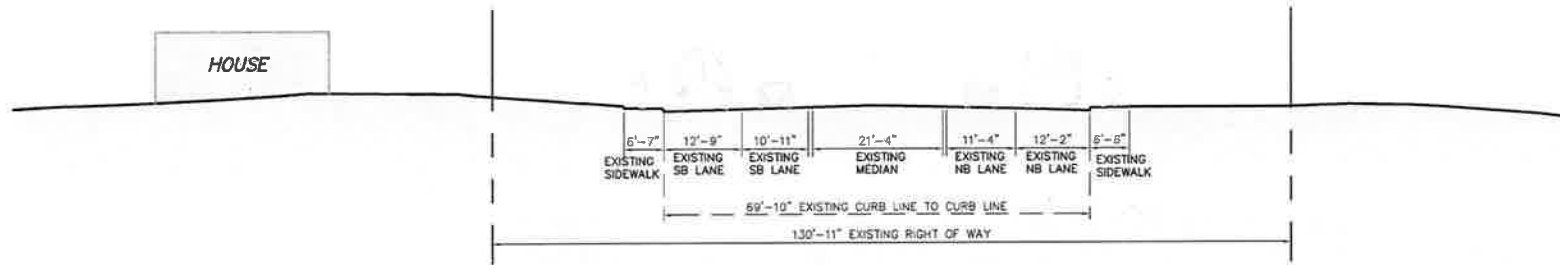 HOUSE
6'-7"
12'-9"
10'-11"
21'-4"
11'-4"
12'-2"
6'-6"
EXISTING
SIDEWALK
EXISTING
SB LANE
EXISTING
SB LANE
EXISTING
MEDIAN
EXISTING
NB LANE
EXISTING
NB LANE
EXISTING
SIDEWALK
69'-10" EXISTING CURB LINE TO CURB LINE
130'-11" EXISTING RIGHT OF WAY